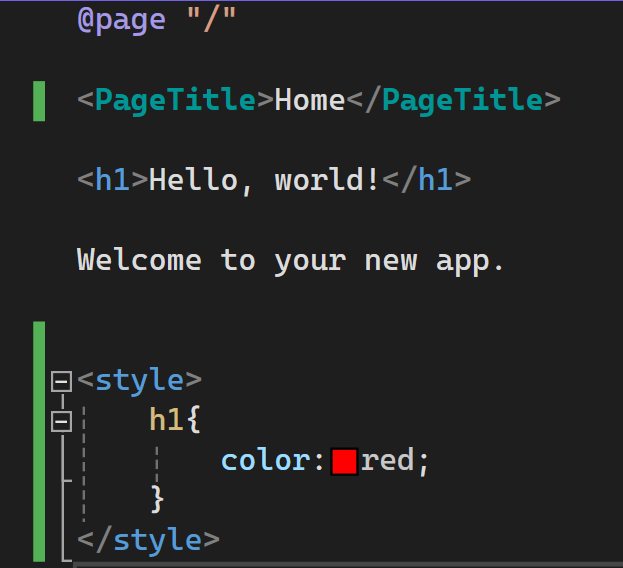 @page "/"
<PageTitle>Home</PageTitle>
<h1>Hello, world!</h1>
Welcome to your new app.
<style>
h1{
color:red;
}
</style>